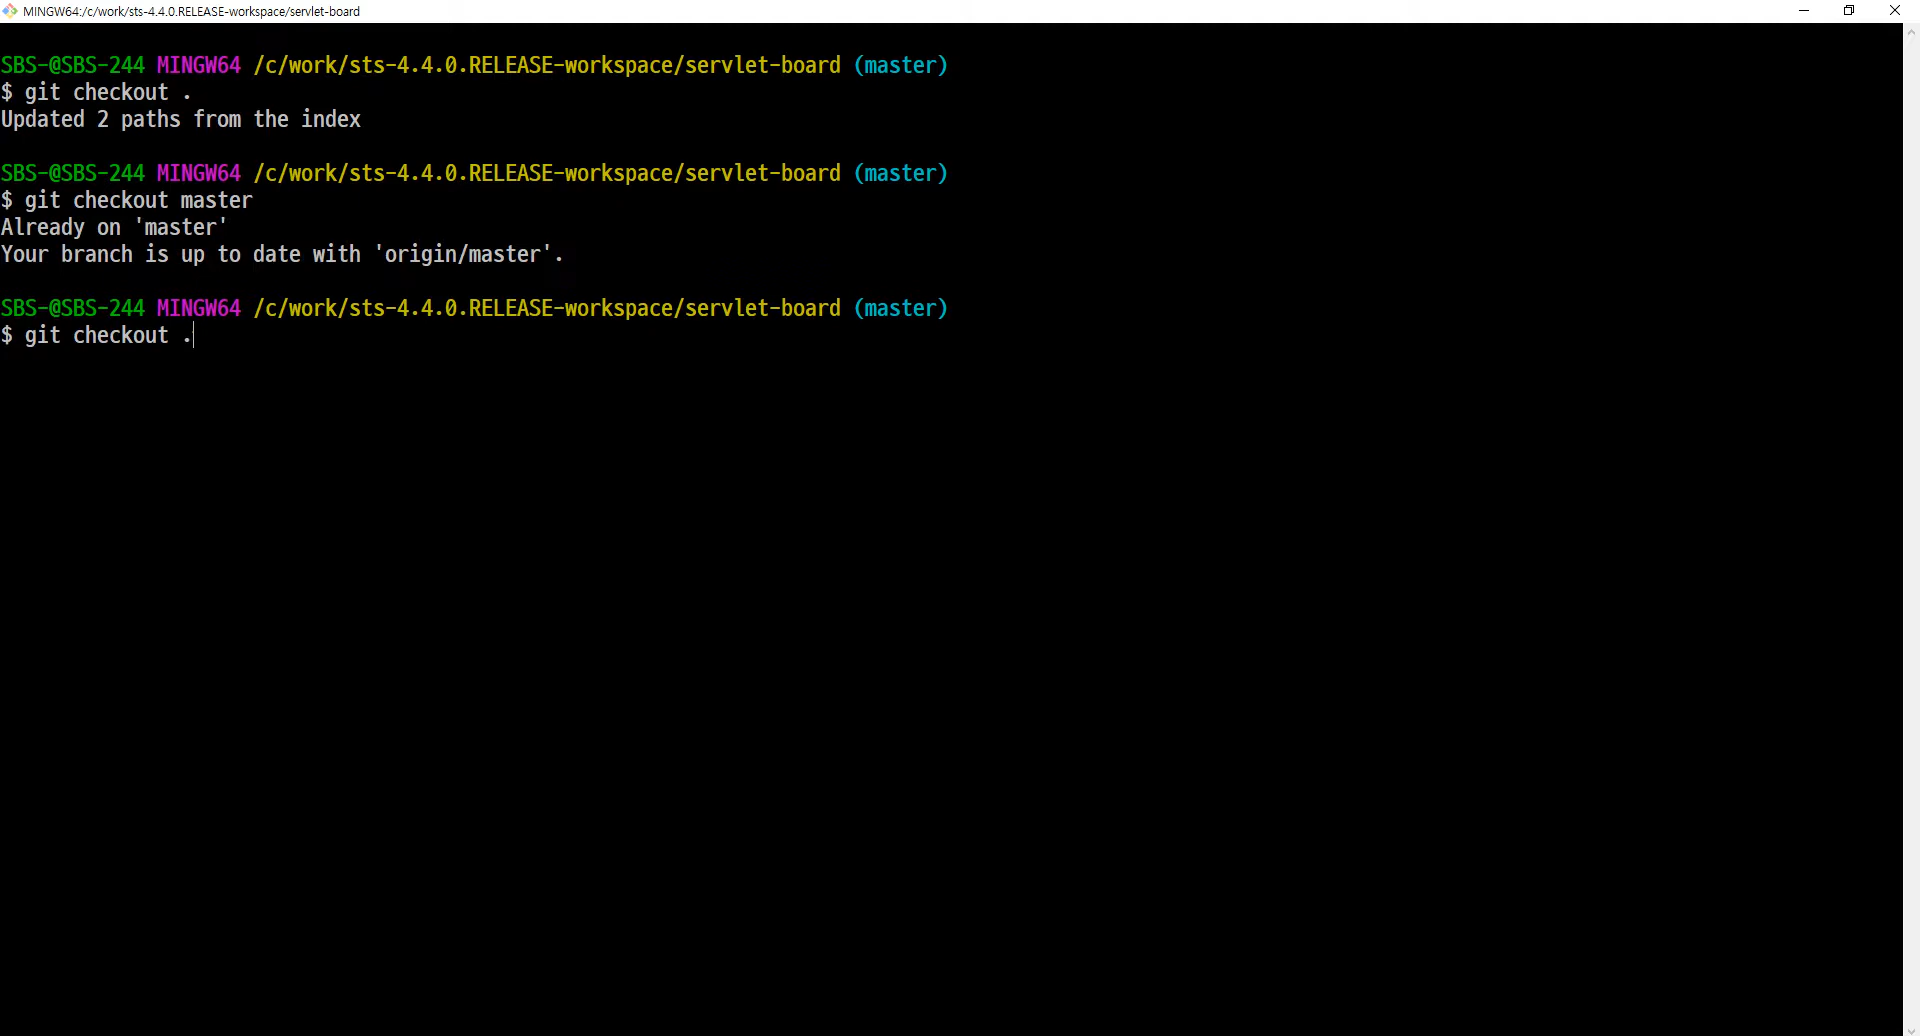 MINGW64:/c/work/sts-4.4.0.RELEASE-workspace/servlet-board
SBS-@SBS-244 MINGW64 /c/work/sts-4.4.0.RELEASE-workspace/servlet-board (master)
$ git checkout .
Updated 2 paths from the index
SBS-@SBS-244 MINGW64 /c/work/sts-4.4.0.RELEASE-workspace/servlet-board (master)
$ git checkout master
Already on 'master'
Your branch is up to date with 'origin/master'.
SBS-@SBS-244 MINGW64 /c/work/sts-4.4.0.RELEASE-workspace/servlet-board (master)
$ git checkout .